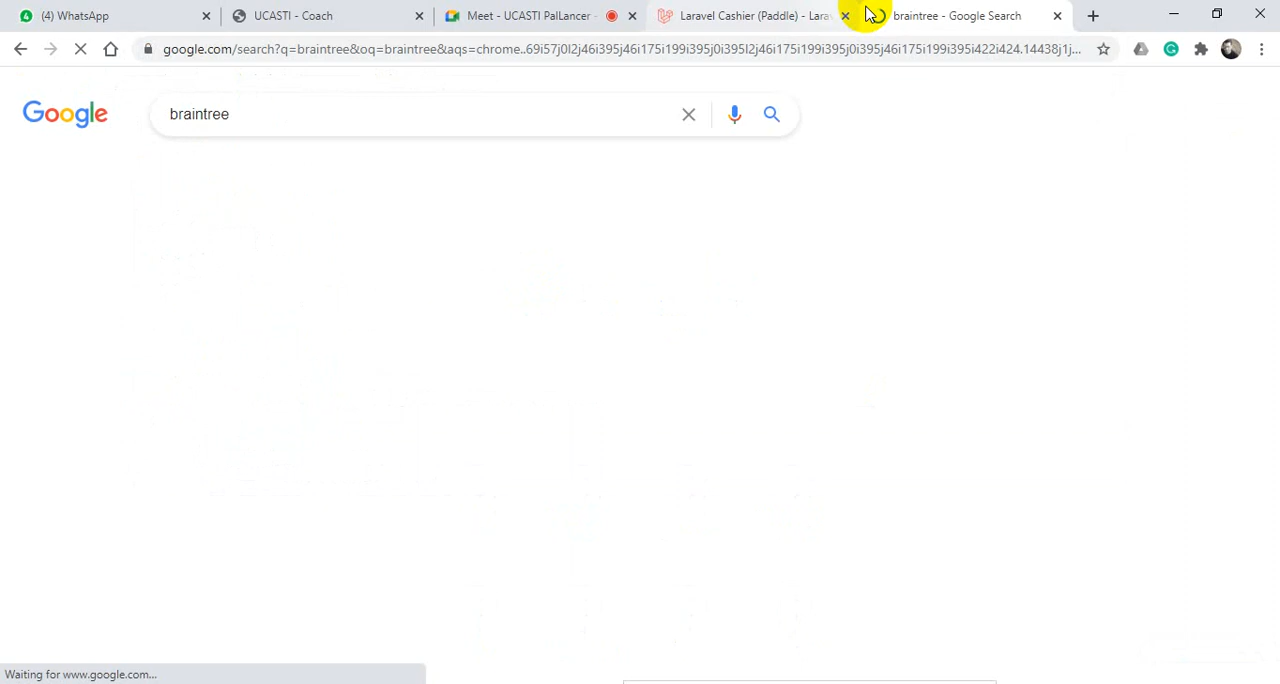 (4) WhatsApp
UCASTI - Coach
Meet - UCASTI PalLancer -
Laravel Cashier (Paddle) - Lara
braintree - Google Search
google.com/search?q=braintree&oq=braintree&aqs=chrome..69i57j0l2j46i395j46i175i199i395j0i395l2j46i175i199i395j0i395j46i175i199i395i422i424.14438j1j...
Google
braintree
Waiting for www.google.com...